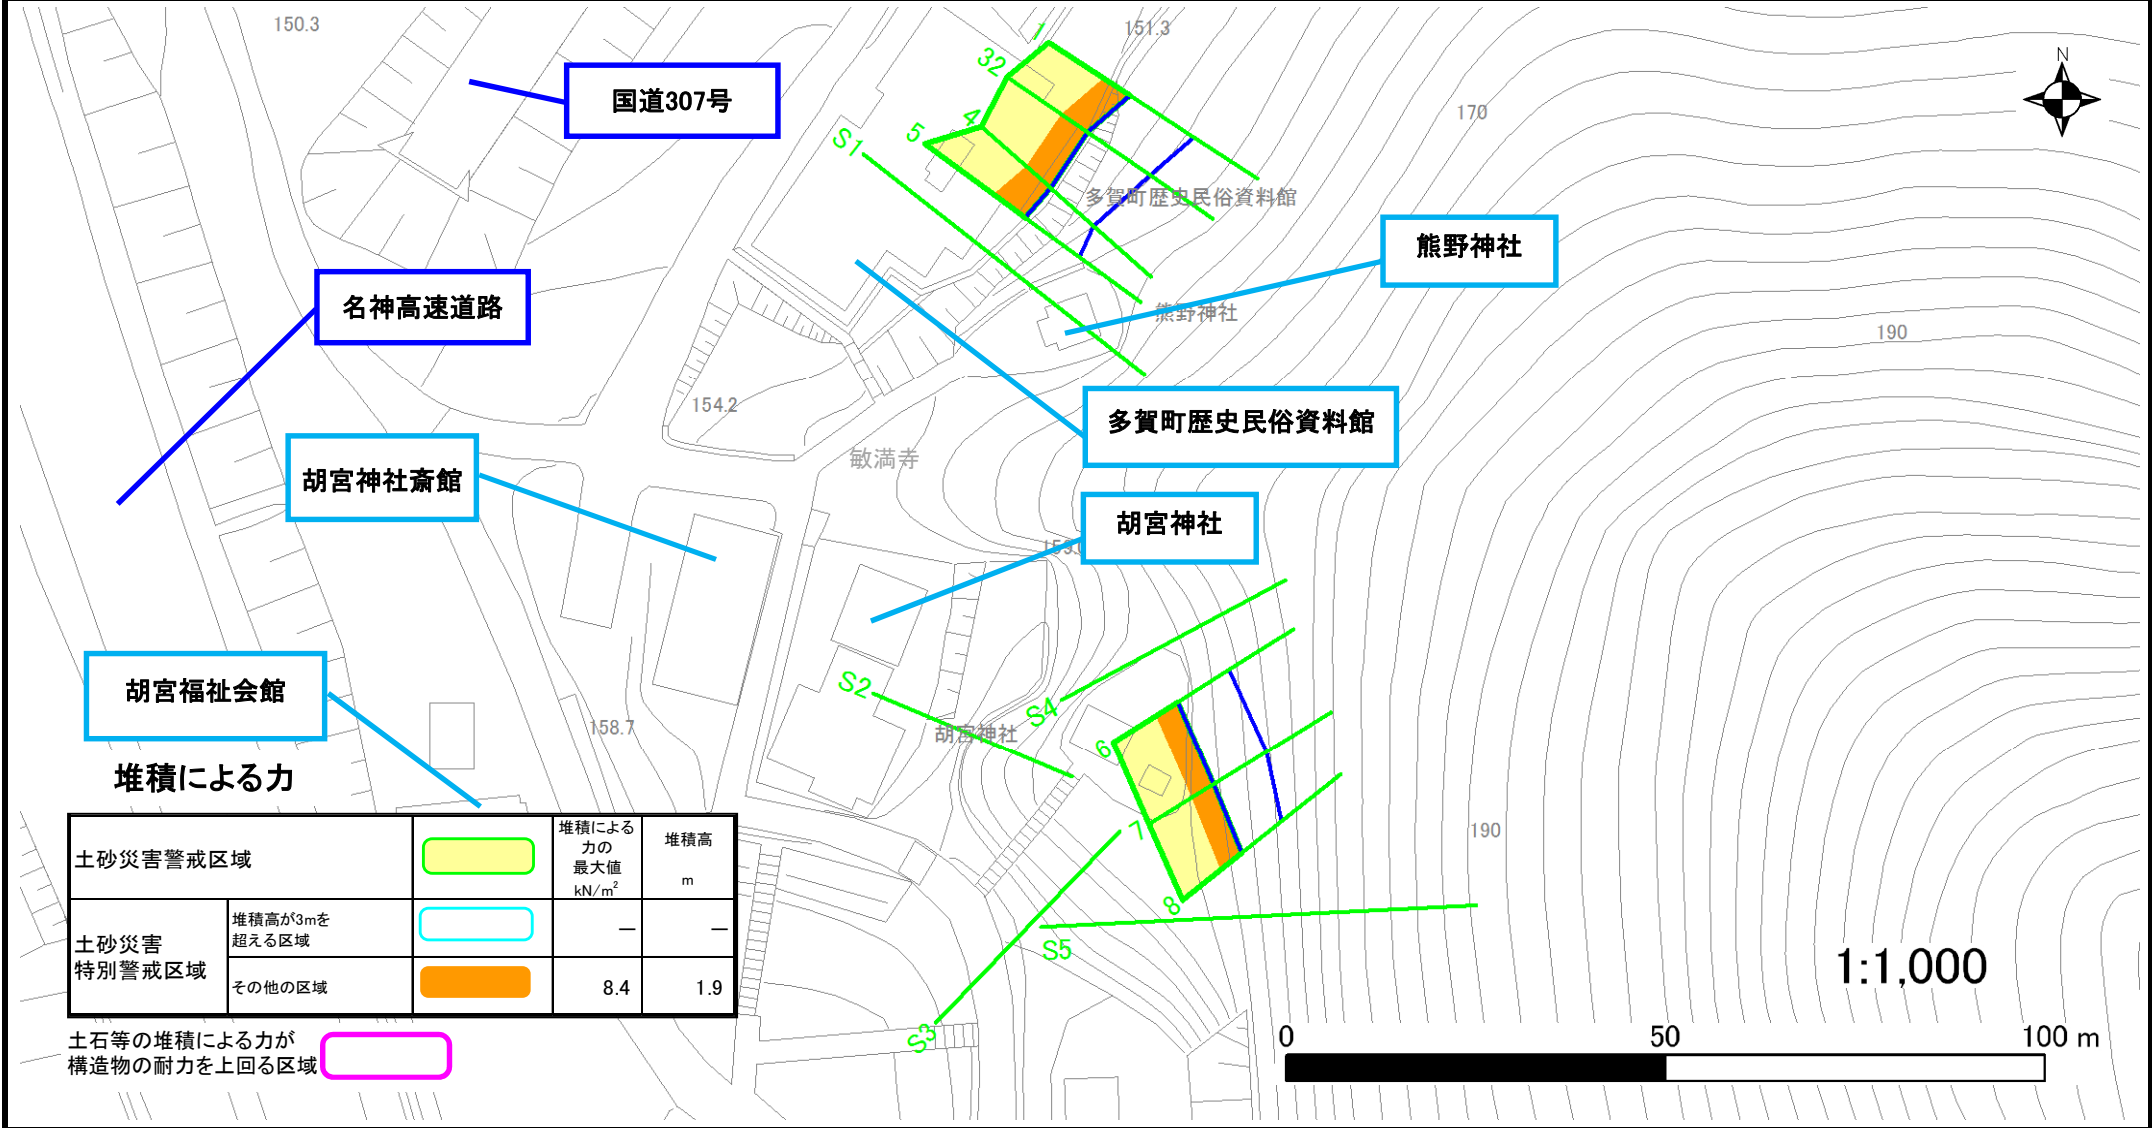 150.3
151.3
N
1
32
国道307号
170
4
5
S1
多賀町歴史民俗資料館
熊野神社
名神高速道路
熊野神社
190
154.2
多賀町歴史民俗資料館
敏満寺
胡宮神社斎館
胡宮神社
胡宮福祉会館
S2
S4
158.7
胡宮神社
6
7
8
190
S5
S3
堆積による力
土砂災害警戒区域
堆積による
力の
最大値
kN/m²
堆積高
m
土砂災害
特別警戒区域
堆積高が3mを
超える区域
―
―
その他の区域
8.4
1.9
土石等の堆積による力が
構造物の耐力を上回る区域
1:1,000
0 50 100 m